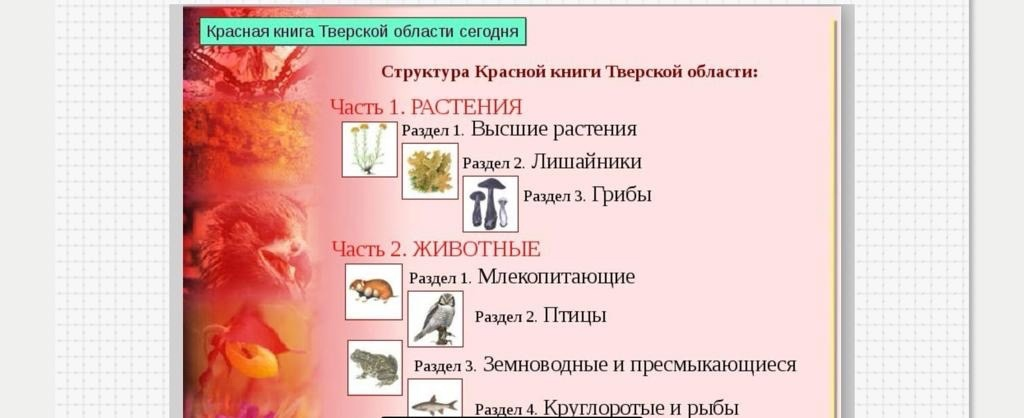 Красная книга Тверской области сегодня
Структура Красной книги Тверской области:
Часть 1. РАСТЕНИЯ
Раздел 1. Высшие растения
Раздел 2. Лишайники
Раздел 3. Грибы
Часть 2. ЖИВОТНЫЕ
Раздел 1. Млекопитающие
Раздел 2. Птицы
Раздел 3. Земноводные и пресмыкающиеся
Раздел 4. Круглоротые и рыбы